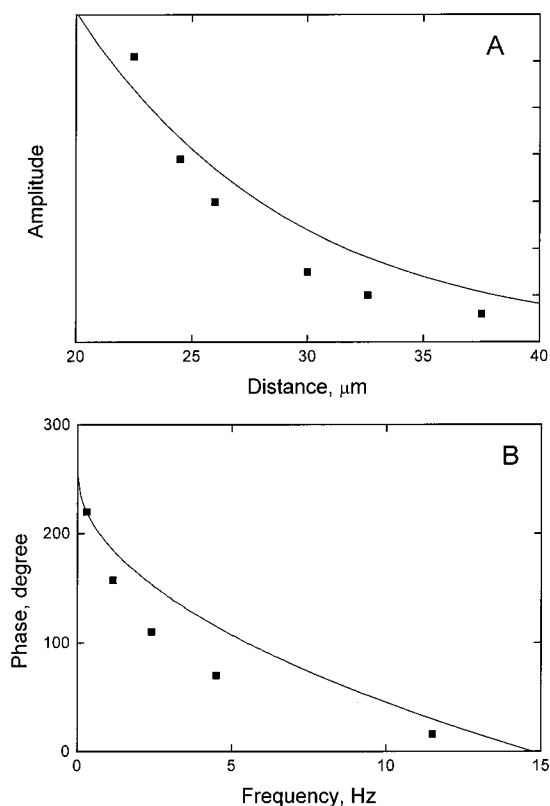 A
Amplitude
20 25 30 35 40
Distance, μm
300
B
200
Phase, degree
100
0
0 5 10 15
Frequency, Hz